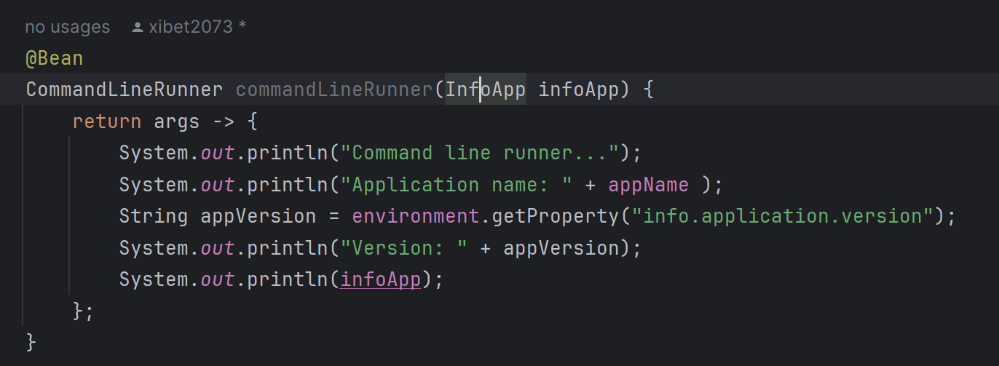 no usages xibet2073 *
@Bean
CommandLineRunner commandLineRunner(InfoApp infoApp) {
return args -> {
System.out.println("Command line runner...");
System.out.println("Application name: " + appName );
String appVersion = environment.getProperty("info.application.version");
System.out.println("Version: " + appVersion);
System.out.println(infoApp);
};
}